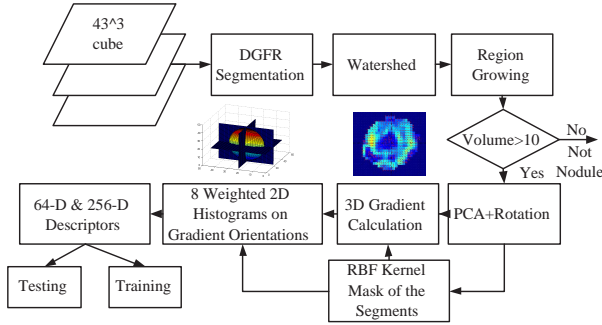 43^3
cube
DGFR
Segmentation
Watershed
Region
Growing
Volume>10
No
Not
Nodule
Yes
64-D & 256-D
Descriptors
8 Weighted 2D
Histograms on
Gradient Orientations
3D Gradient
Calculation
PCA+Rotation
Testing
Training
RBF Kernel
Mask of the
Segments